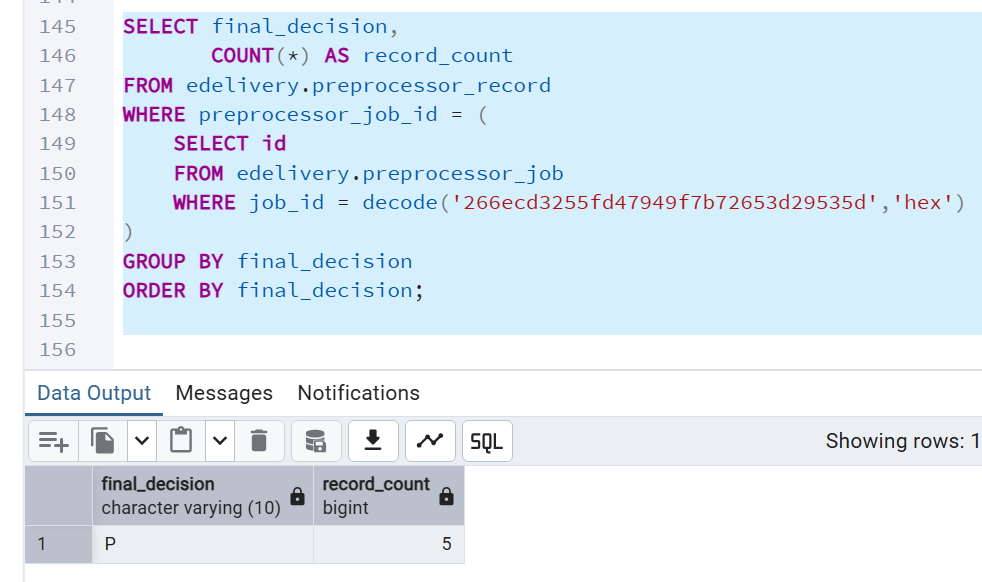 145 SELECT final_decision,
146 COUNT(*) AS record_count
147 FROM edelivery.preprocessor_record
148 WHERE preprocessor_job_id = (
149 SELECT id
150 FROM edelivery.preprocessor_job
151 WHERE job_id = decode('266ecd3255fd47949f7b72653d29535d','hex')
152 )
153 GROUP BY final_decision
154 ORDER BY final_decision;
155
156
Data Output Messages Notifications
SQL Showing rows: 1
final_decision record_count
character varying (10) bigint
1 P 5